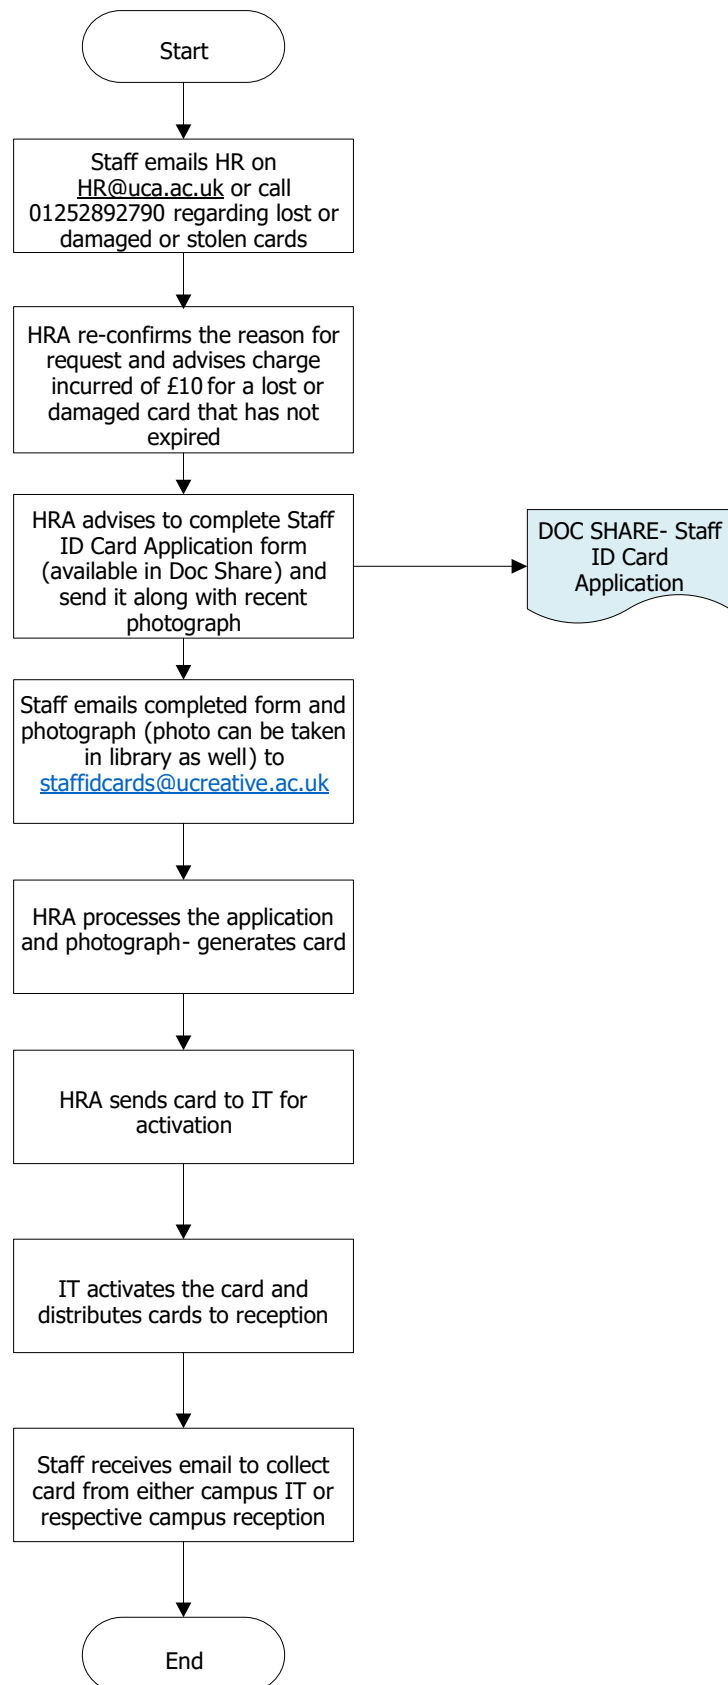 Start
Staff emails HR on
HR@uca.ac.uk or call
01252892790 regarding lost or
damaged or stolen cards
HRA re-confirms the reason for
request and advises charge
incurred of £10 for a lost or
damaged card that has not
expired
HRA advises to complete Staff
ID Card Application form
(available in Doc Share) and
send it along with recent
photograph
DOC SHARE- Staff
ID Card
Application
Staff emails completed form and
photograph (photo can be taken
in library as well) to
staffidcards@ucreative.ac.uk
HRA processes the application
and photograph- generates card
HRA sends card to IT for
activation
IT activates the card and
distributes cards to reception
Staff receives email to collect
card from either campus IT or
respective campus reception
End